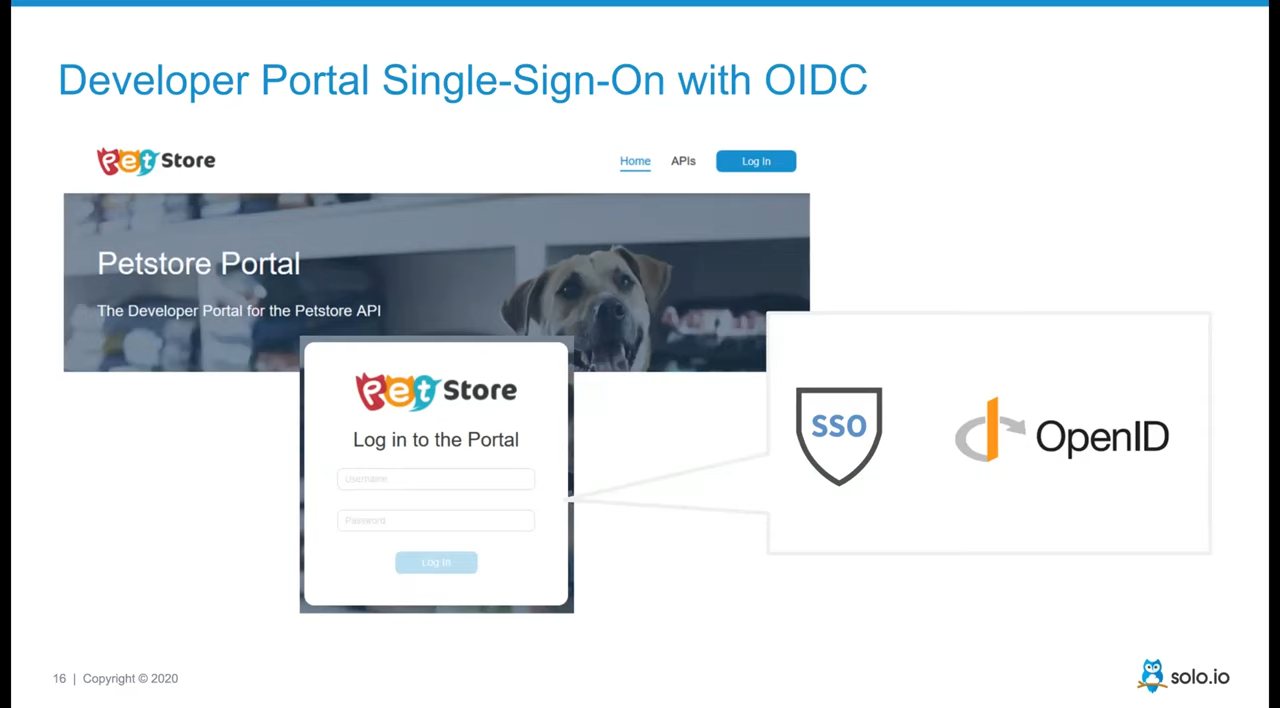 Developer Portal Single-Sign-On with OIDC
Pet Store
Home APIs Log In
Petstore Portal
The Developer Portal for the Petstore API
Pet Store
Log in to the Portal
Username
Password
Log In
SSO
OpenID
16 | Copyright © 2020
solo.io